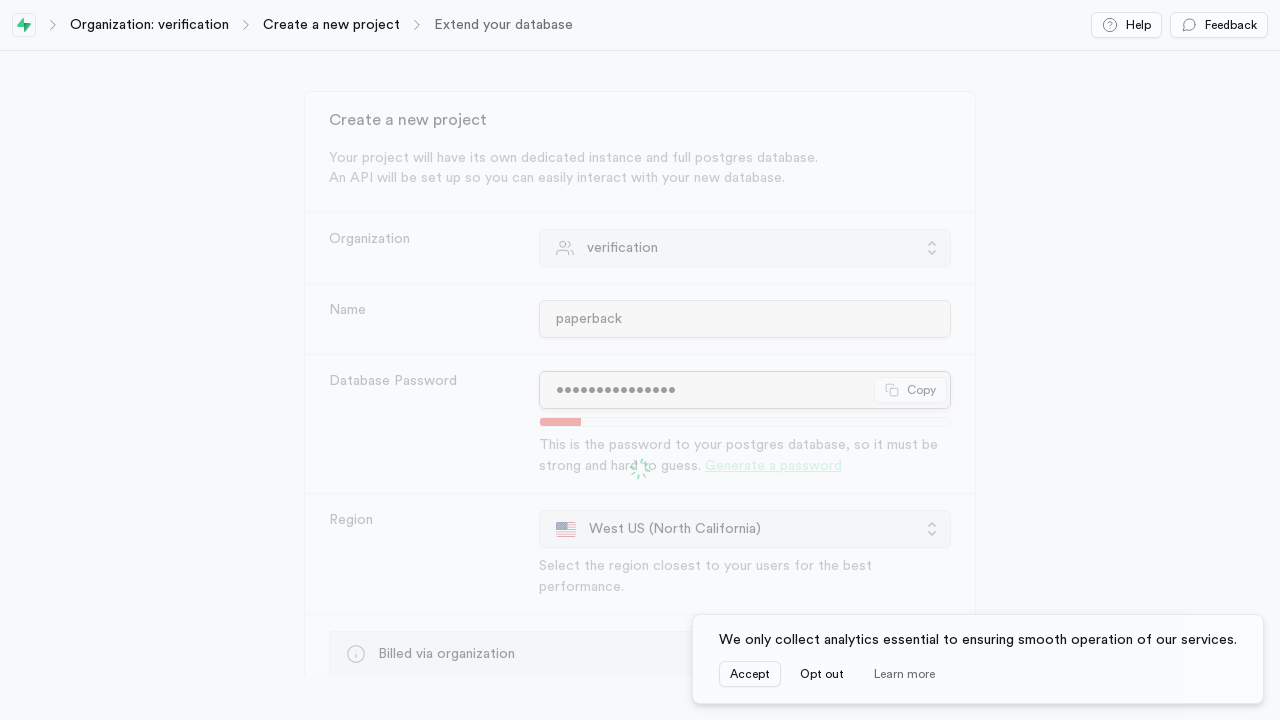 Organization: verification
Create a new project
Extend your database
Help
Feedback
Create a new project
Your project will have its own dedicated instance and full postgres database.
An API will be set up so you can easily interact with your new database.
Organization
verification
Name
paperback
Database Password
•••••••••••••••
Copy
This is the password to your postgres database, so it must be
strong and hard to guess. Generate a password
Region
West US (North California)
Select the region closest to your users for the best
performance.
Billed via organization
We only collect analytics essential to ensuring smooth operation of our services.
Accept
Opt out
Learn more